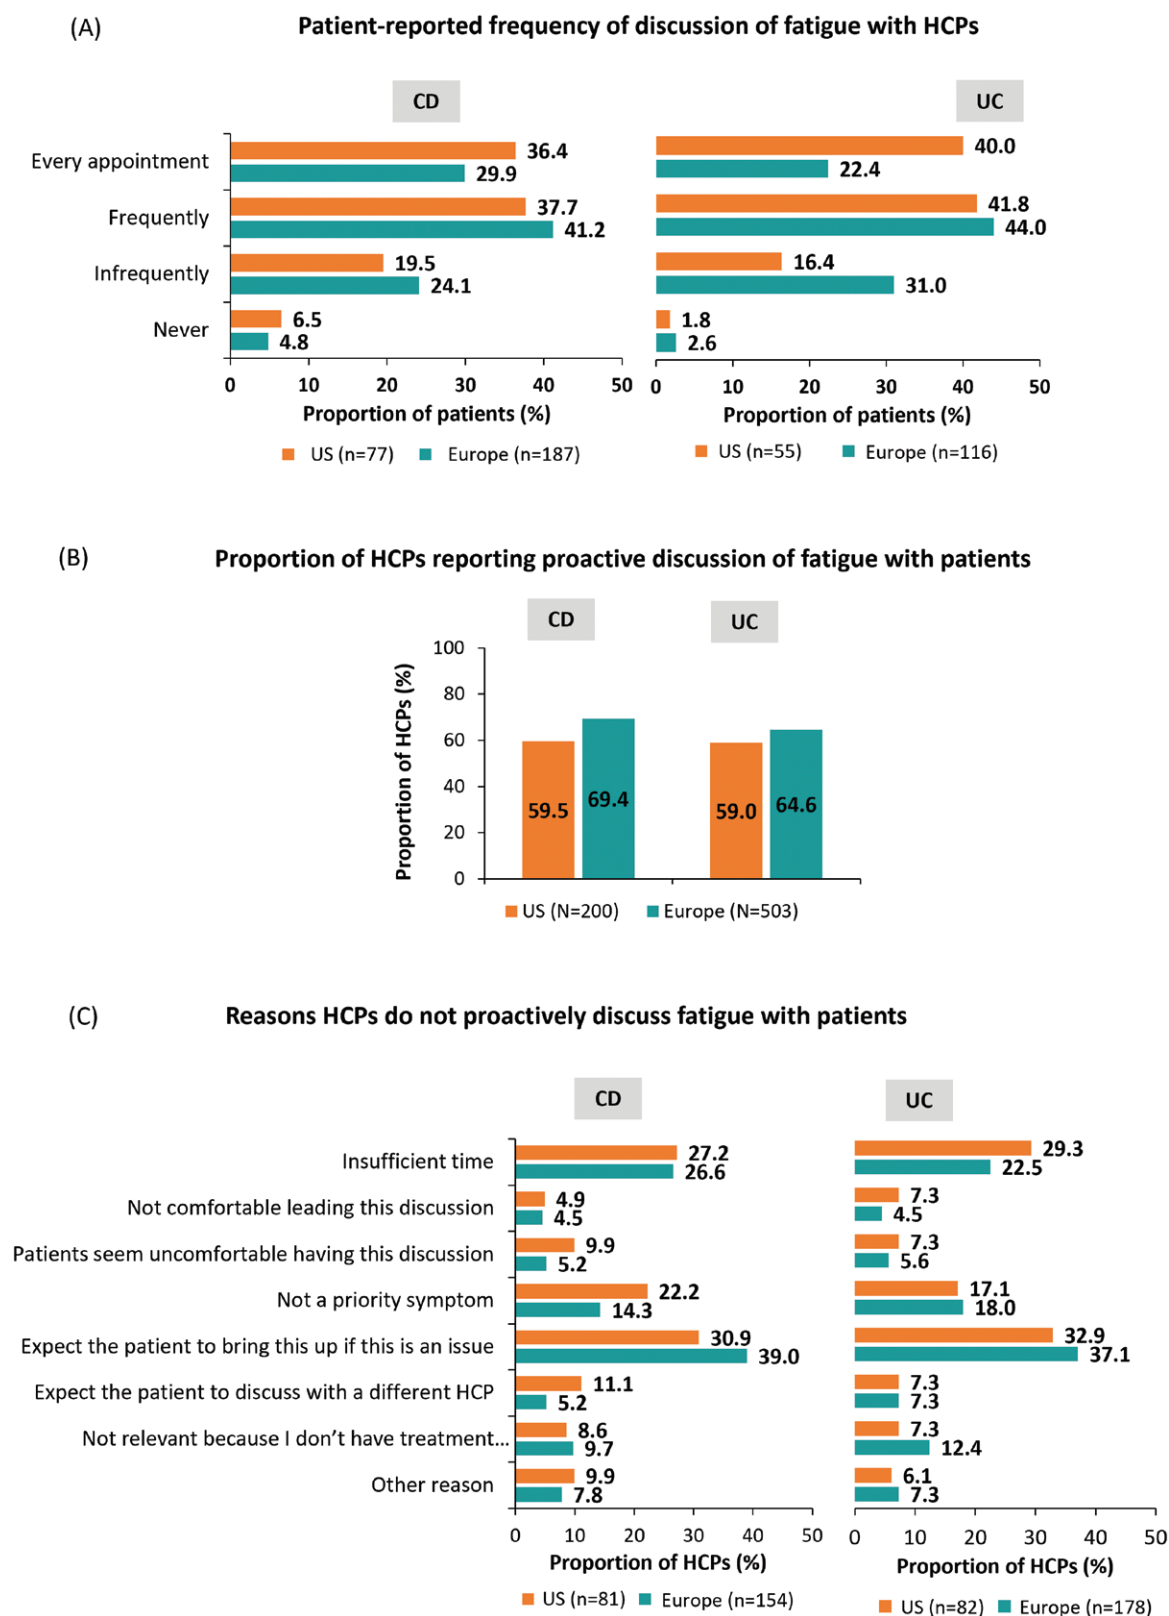 (A)
Patient-reported frequency of discussion of fatigue with HCPs
CD
Every appointment
36.4
29.9
Frequently
37.7
41.2
Infrequently
19.5
24.1
Never
6.5
4.8
0 10 20 30 40 50
Proportion of patients (%)
US (n=77) Europe (n=187)
UC
40.0
22.4
41.8
44.0
16.4
31.0
1.8
2.6
0 10 20 30 40 50
Proportion of patients (%)
US (n=55) Europe (n=116)
(B)
Proportion of HCPs reporting proactive discussion of fatigue with patients
CD UC
Proportion of HCPs (%)
100
80
60
40
20
0
59.5 69.4 59.0 64.6
US (N=200) Europe (N=503)
(C)
Reasons HCPs do not proactively discuss fatigue with patients
CD
Insufficient time
27.2
26.6
Not comfortable leading this discussion
4.9
4.5
Patients seem uncomfortable having this discussion
9.9
5.2
Not a priority symptom
22.2
14.3
Expect the patient to bring this up if this is an issue
30.9
39.0
Expect the patient to discuss with a different HCP
11.1
5.2
Not relevant because I don't have treatment...
8.6
9.7
Other reason
9.9
7.8
0 10 20 30 40 50
Proportion of HCPs (%)
US (n=81) Europe (n=154)
UC
29.3
22.5
7.3
4.5
7.3
5.6
17.1
18.0
32.9
37.1
7.3
7.3
7.3
12.4
6.1
7.3
0 10 20 30 40 50
Proportion of HCPs (%)
US (n=82) Europe (n=178)